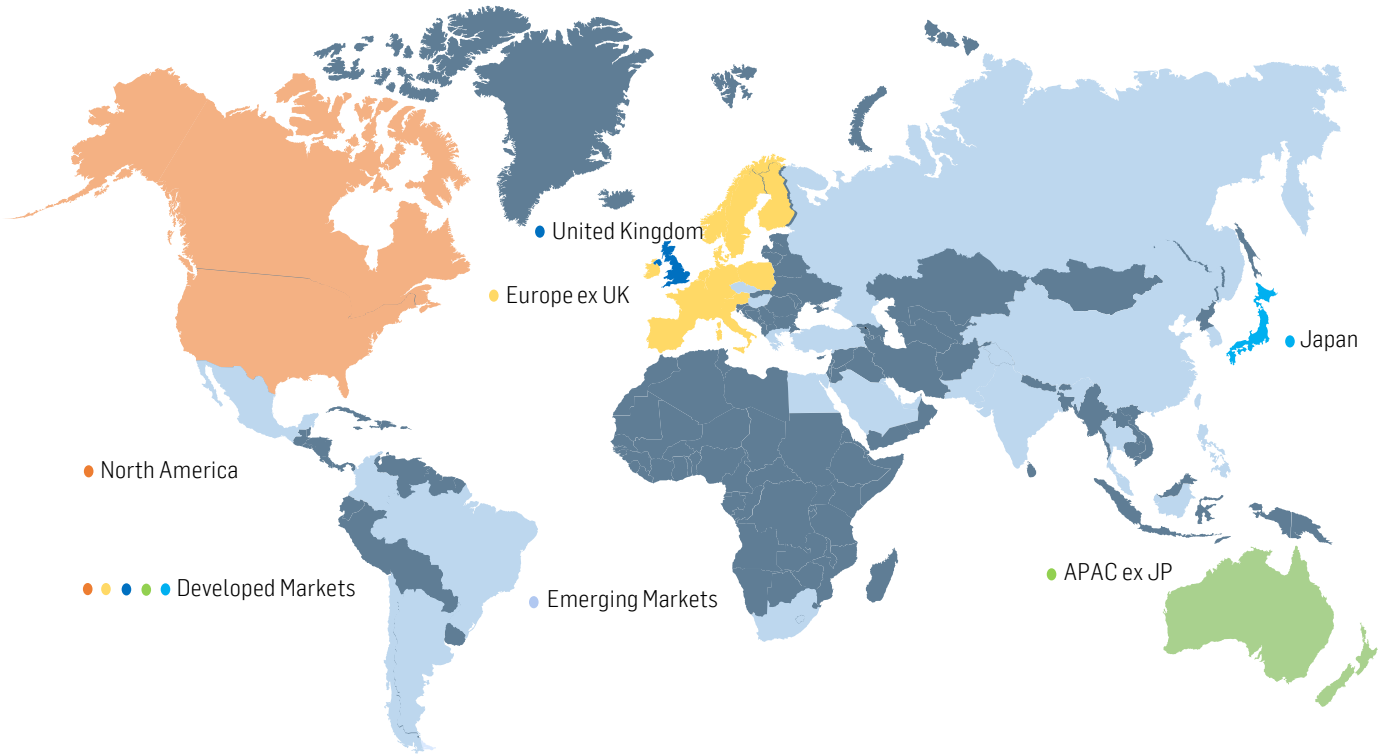 United Kingdom
Europe ex UK
Japan
North America
APAC ex JP
Developed Markets
Emerging Markets